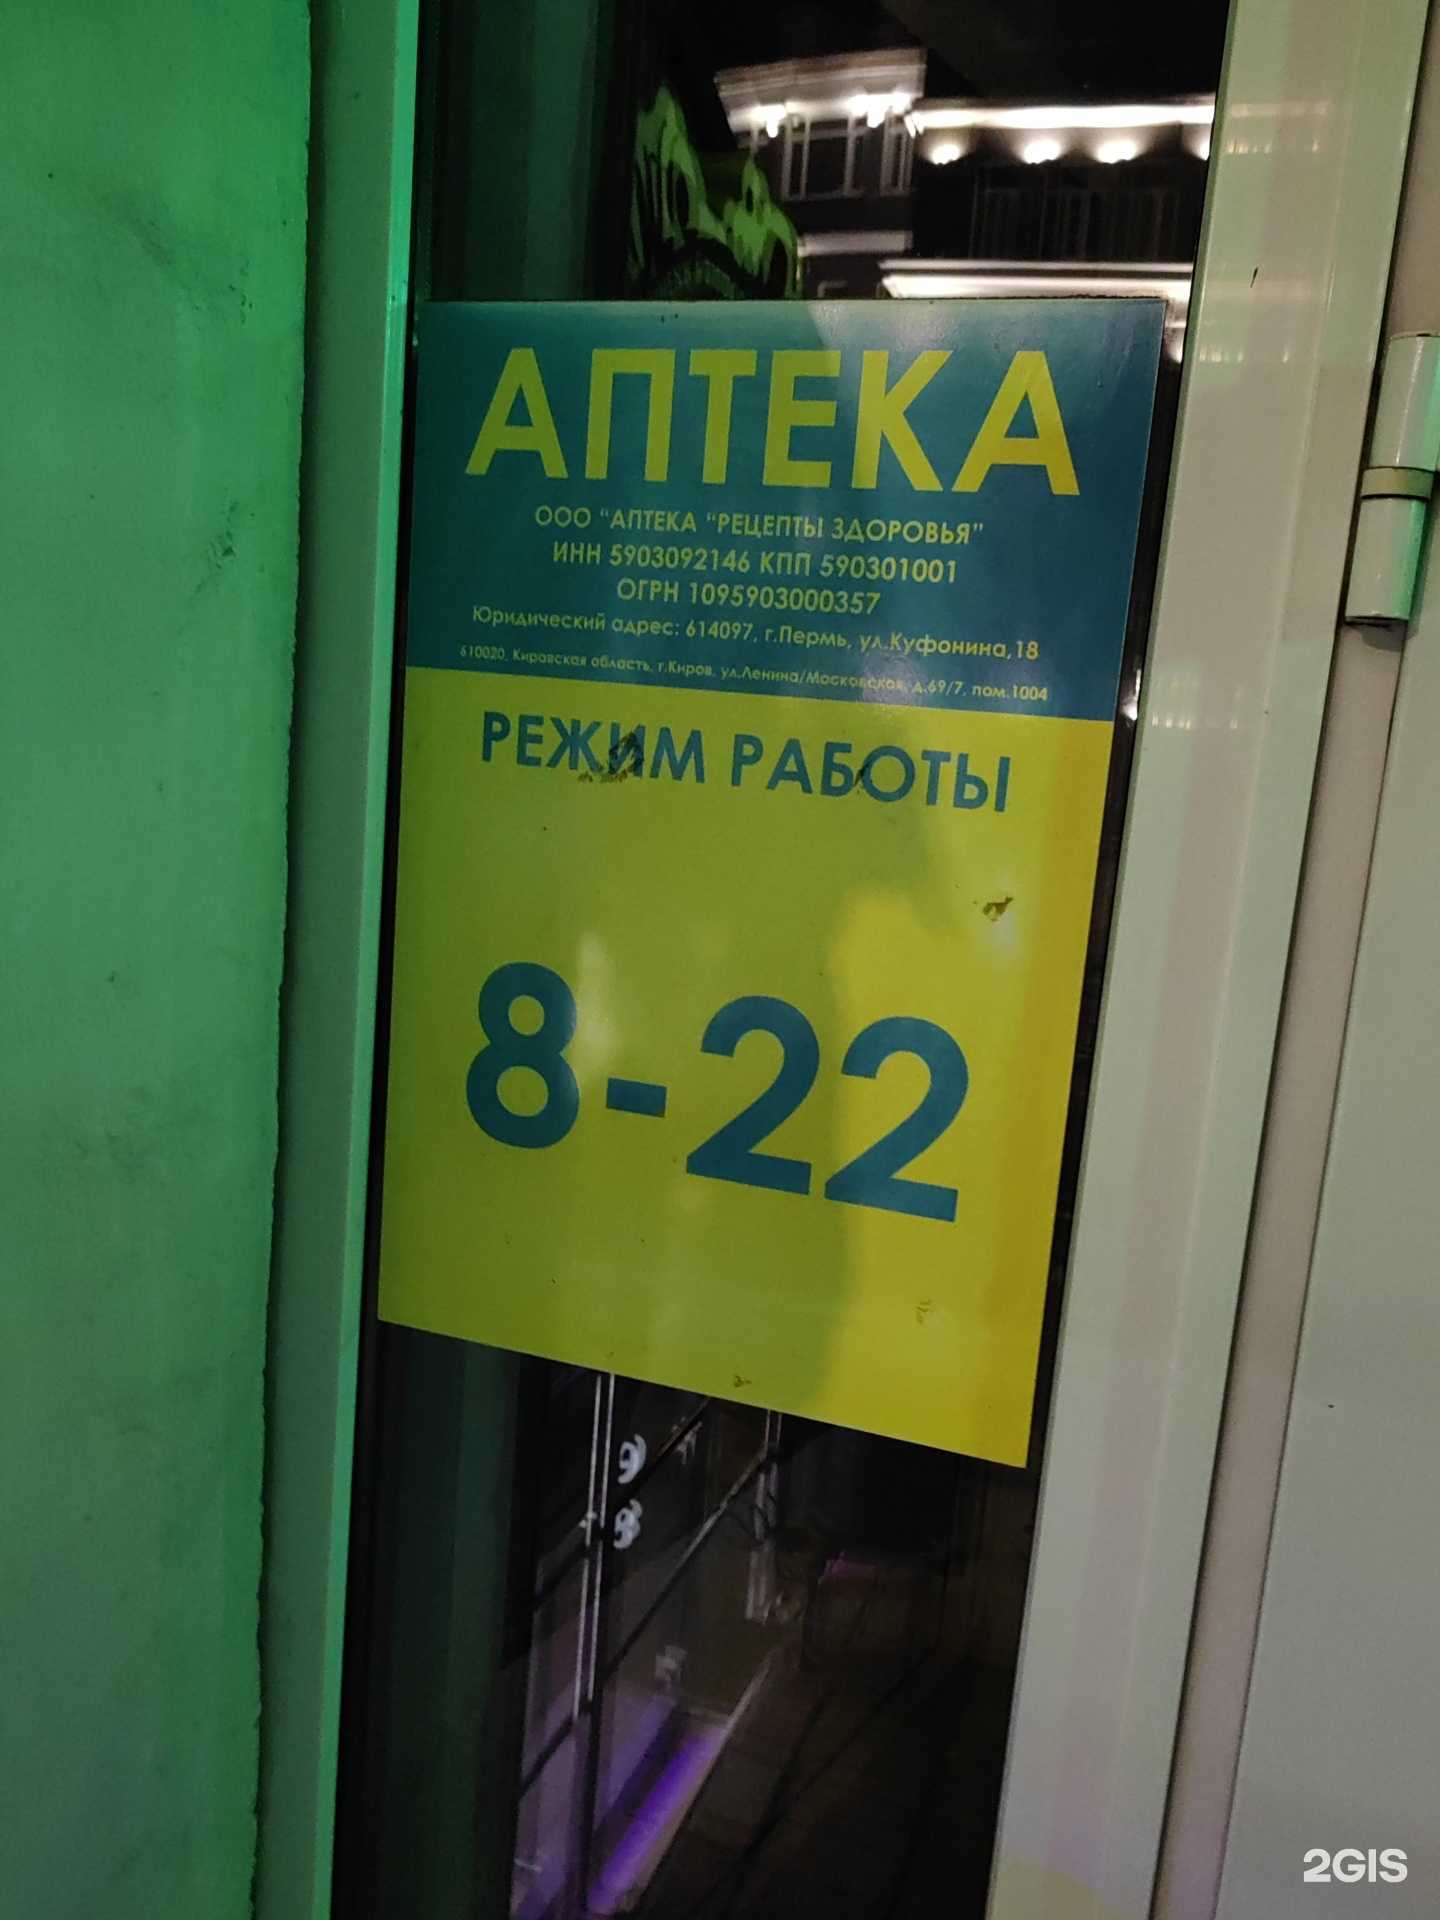 АПТЕКА
ООО "АПТЕКА "РЕЦЕПТЫ ЗДОРОВЬЯ"
ИНН 5903092146 КПП 590301001
ОГРН 1095903000357
Юридический адрес: 614097, г.Пермь, ул.Куфонина,18
610020, Кировская область, г.Киров, ул.Ленина/Московская, д.69/7, пом.1004
РЕЖИМ РАБОТЫ
8-22
2GIS